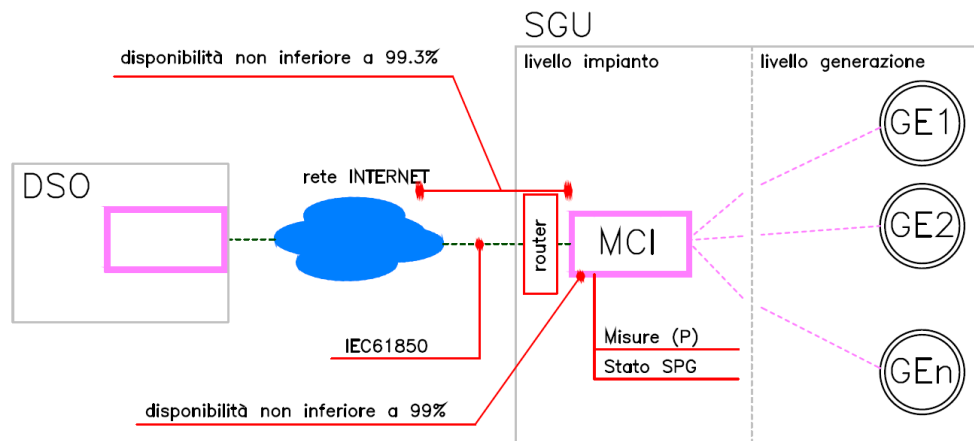 SGU
disponibilità non inferiore a 99.3%
livello impianto
livello generazione
GE1
DSO
rete INTERNET
router
MCI
GE2
IEC61850
Misure (P)
Stato SPG
GEn
disponibilità non inferiore a 99%